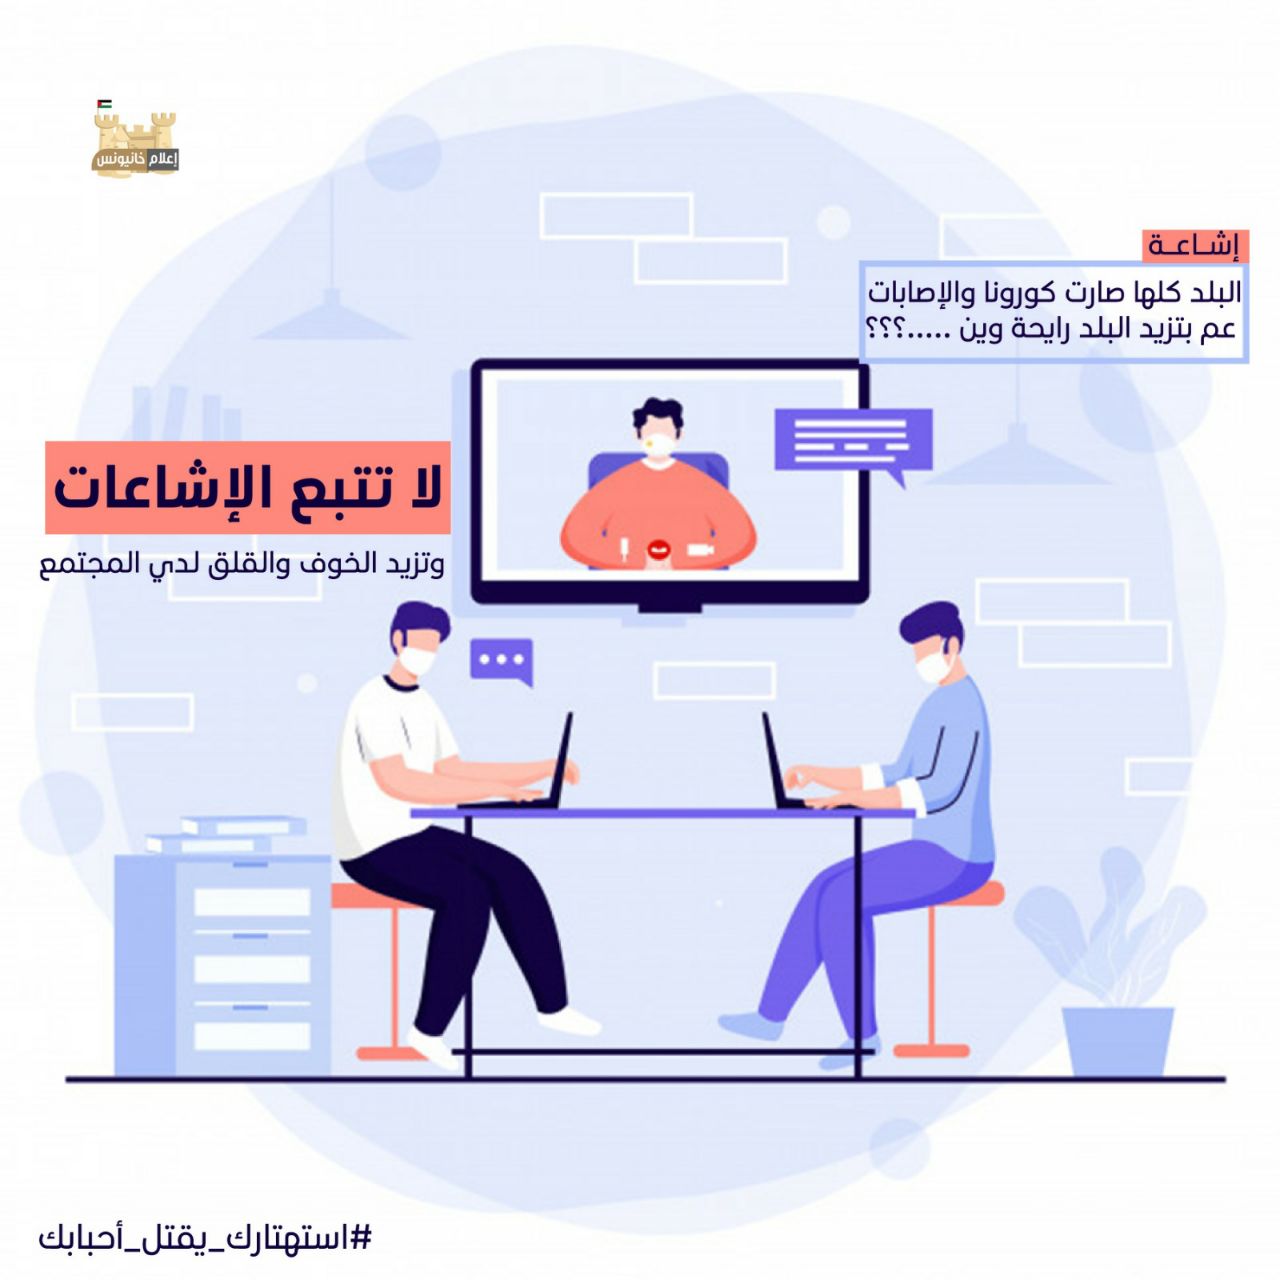 إعلام خانيونس
إشـاعـة
البلد كلها صارت كورونا والإصابات
عم بتزيد البلد رايحة وين .....؟؟؟
لا تتبع الإشاعات
وتزيد الخوف والقلق لدي المجتمع
#استهتارك_يقتل_أحبابك